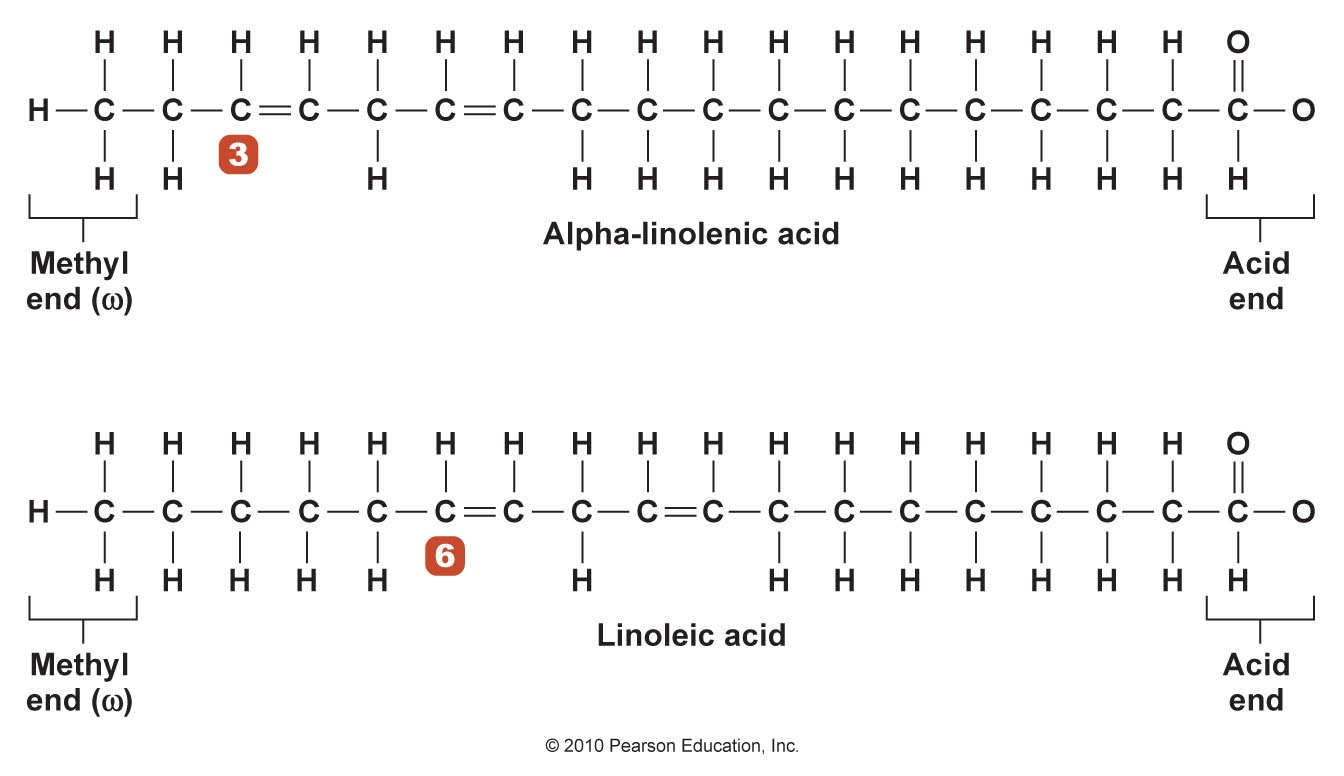 H H H H H H H H H H H H H H H H H O
H C C C C C C C C C C C C C C C C C C O
3
H H H H H H H H H H H H H
Alpha-linolenic acid
Methyl
end (ω)
Acid
end
H H H H H H H H H H H H H H H H H O
H C C C C C C C C C C C C C C C C C C O
6
H H H H H H H H H H H H H H
Linoleic acid
Methyl
end (ω)
Acid
end
© 2010 Pearson Education, Inc.